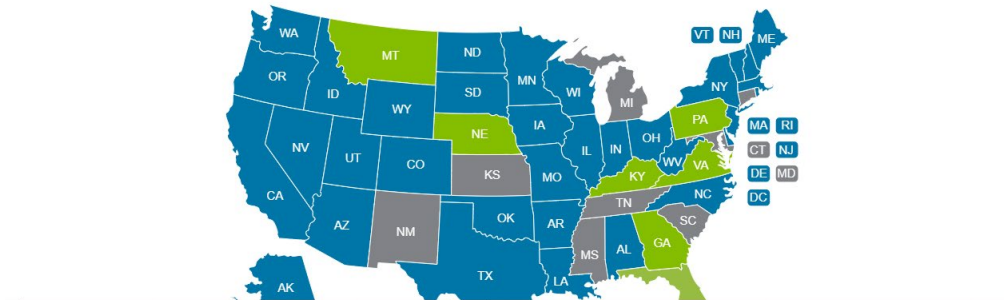 WA
MT
ND
MN
VT
NH
ME
OR
ID
SD
WI
MI
NY
WY
IA
PA
MA
RI
NE
NV
UT
CO
KS
MO
IL
IN
OH
WV
VA
CT
NJ
KY
DE
MD
CA
AZ
NM
OK
AR
TN
NC
DC
SC
MS
AL
GA
TX
LA
AK